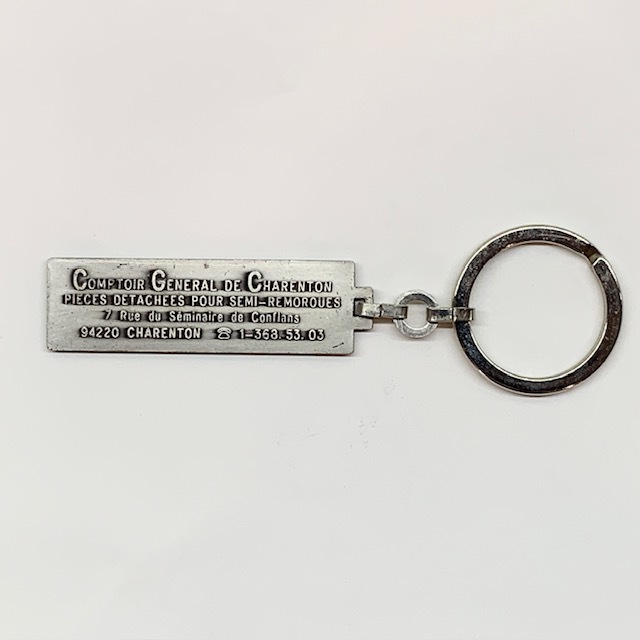 COMPTOIR GENERAL DE CHARENTON
PIECES DETACHEES POUR SEMI-REMORQUES
7 Rue du Séminaire de Conflans
94220 CHARENTON ☎ 1-368.53.03